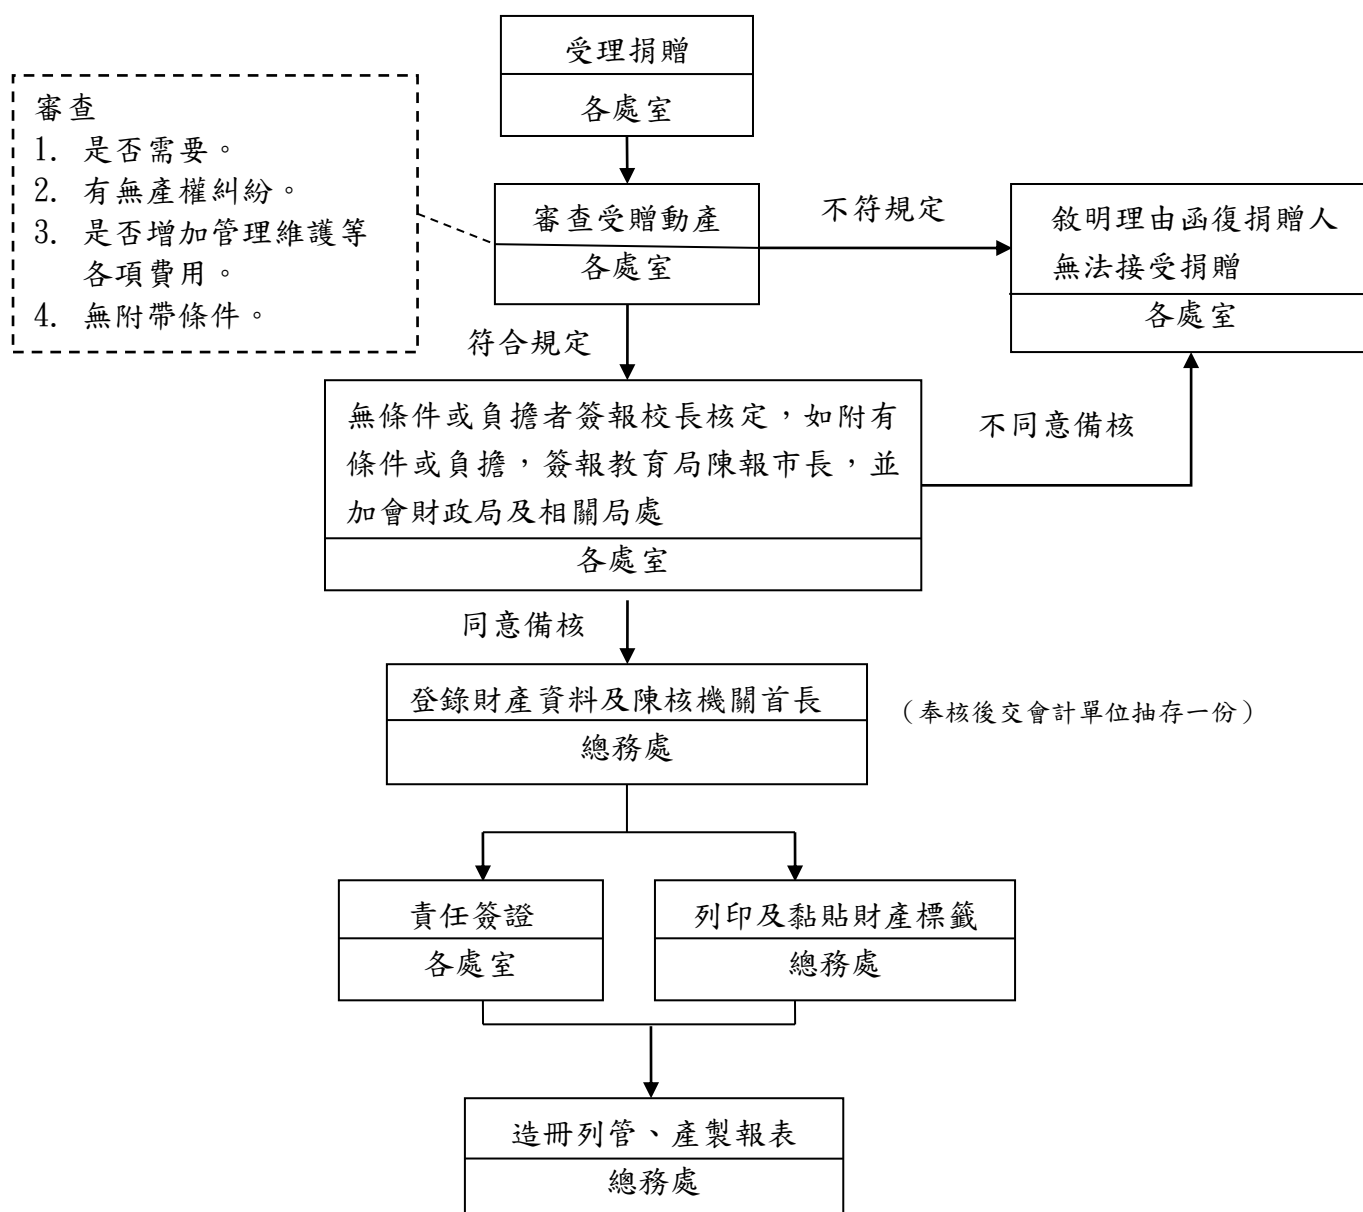 受理捐贈
各處室
審查
1. 是否需要。
2. 有無產權糾紛。
3. 是否增加管理維護等
各項費用。
4. 無附帶條件。
審查受贈動產
各處室
不符規定
敘明理由函復捐贈人
無法接受捐贈
各處室
符合規定
無條件或負擔者簽報校長核定，如附有
條件或負擔，簽報教育局陳報市長，並
加會財政局及相關局處
各處室
不同意備核
同意備核
登錄財產資料及陳核機關首長
總務處
（奉核後交會計單位抽存一份）
責任簽證
各處室
列印及黏貼財產標籤
總務處
造冊列管、產製報表
總務處